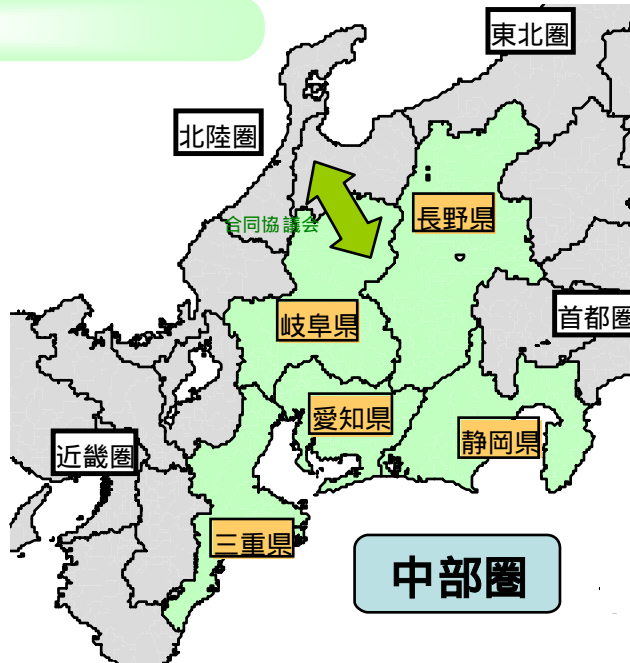 東北圏
北陸圏
長野県
合同協議会
首都圏
岐阜県
愛知県
静岡県
近畿圏
三重県
中部圏